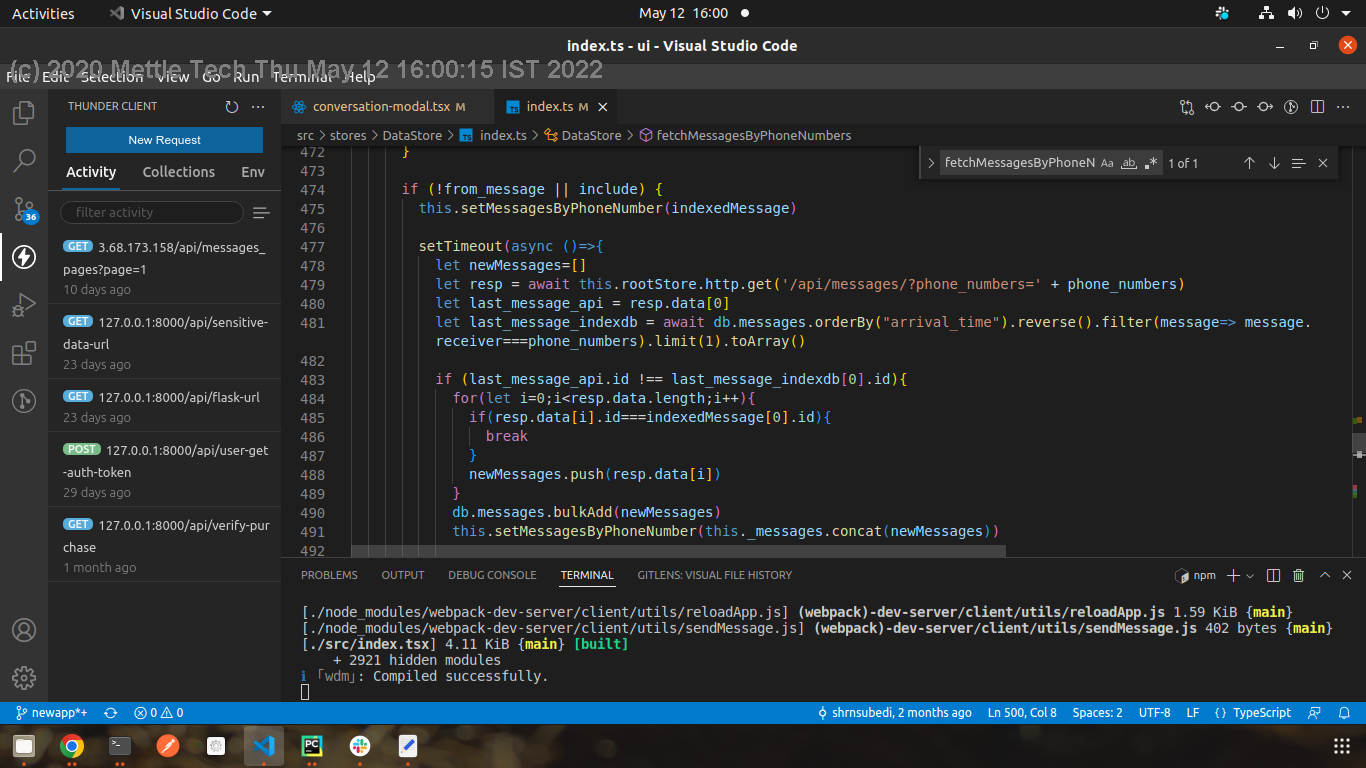 Activities
Visual Studio Code
May 12 16:00
index.ts - ui - Visual Studio Code
File Edit Selection View Go Run Terminal Help
(c) 2020 Mettle Tech Thu May 12 16:00:15 IST 2022
THUNDER CLIENT
New Request
Activity Collections Env
filter activity
GET 3.68.173.158/api/messages_
pages?page=1
10 days ago
GET 127.0.0.1:8000/api/sensitive-
data-url
23 days ago
GET 127.0.0.1:8000/api/flask-url
23 days ago
POST 127.0.0.1:8000/api/user-get
-auth-token
29 days ago
GET 127.0.0.1:8000/api/verify-pur
chase
1 month ago
36
conversation-modal.tsx M
TS index.ts M
src > stores > DataStore > TS index.ts > DataStore > fetchMessagesByPhoneNumbers
fetchMessagesByPhoneN Aa ab .* 1 of 1
472 }
473
474 if (!from_message || include) {
475 this.setMessagesByPhoneNumber(indexedMessage)
476
477 setTimeout(async ()=>{
478 let newMessages=[]
479 let resp = await this.rootStore.http.get('/api/messages/?phone_numbers=' + phone_numbers)
480 let last_message_api = resp.data[0]
481 let last_message_indexdb = await db.messages.orderBy("arrival_time").reverse().filter(message=> message.
receiver===phone_numbers).limit(1).toArray()
482
483 if (last_message_api.id !== last_message_indexdb[0].id){
484 for(let i=0;i<resp.data.length;i++){
485 if(resp.data[i].id===indexedMessage[0].id){
486 break
487 }
488 newMessages.push(resp.data[i])
489 }
490 db.messages.bulkAdd(newMessages)
491 this.setMessagesByPhoneNumber(this._messages.concat(newMessages))
492
PROBLEMS OUTPUT DEBUG CONSOLE TERMINAL GITLENS: VISUAL FILE HISTORY
npm
[./node_modules/webpack-dev-server/client/utils/reloadApp.js] (webpack)-dev-server/client/utils/reloadApp.js 1.59 KiB {main}
[./node_modules/webpack-dev-server/client/utils/sendMessage.js] (webpack)-dev-server/client/utils/sendMessage.js 402 bytes {main}
[./src/index.tsx] 4.11 KiB {main} [built]
+ 2921 hidden modules
ℹ 「wdm」: Compiled successfully.
newapp*+ 0 0
shrnsubedi, 2 months ago Ln 500, Col 8 Spaces: 2 UTF-8 LF {} TypeScript